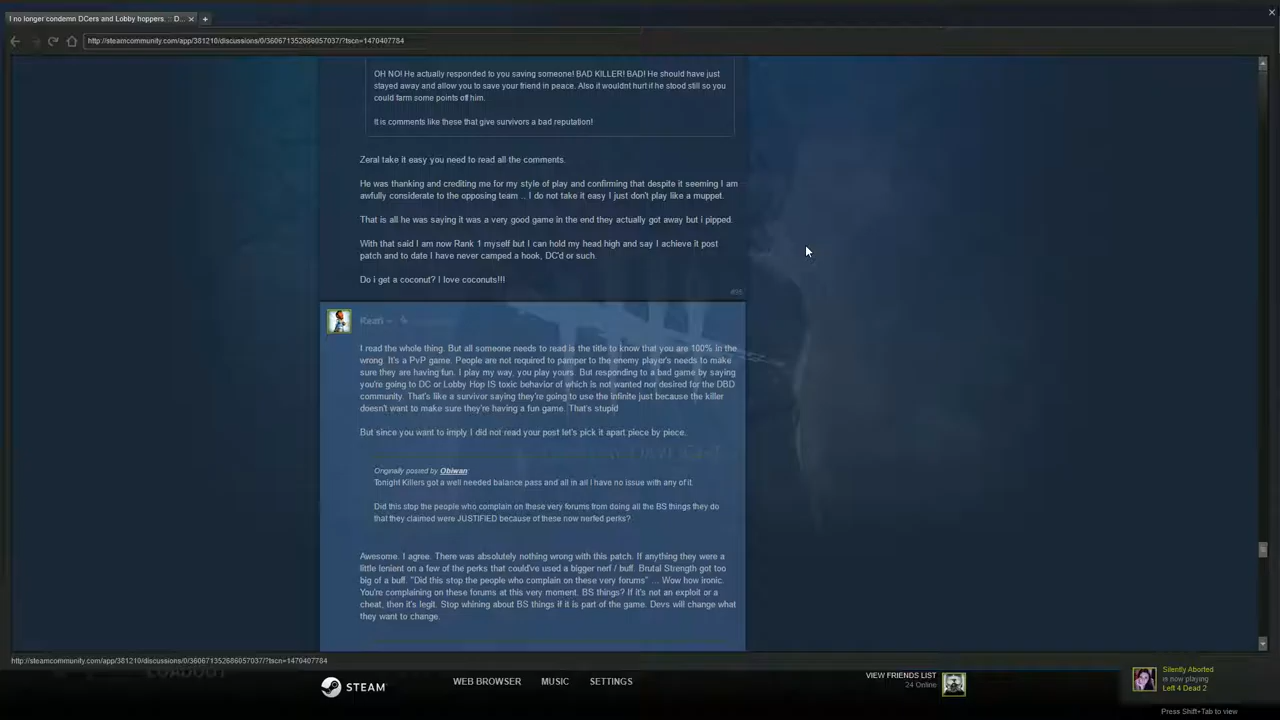 I no longer condemn DCers and Lobby hoppers. :: D...
http://steamcommunity.com/app/381210/discussions/0/360671352686057037/?tscn=1470407784
OH NO! He actually responded to you saving someone! BAD KILLER! BAD! He should have just
stayed away and allow you to save your friend in peace. Also it wouldnt hurt if he stood still so you
could farm some points off him.
It is comments like these that give survivors a bad reputation!
Zeral take it easy you need to read all the comments.
He was thanking and crediting me for my style of play and confirming that despite it seeming I am
awfully considerate to the opposing team .. I do not take it easy I just don't play like a muppet.
That is all he was saying it was a very good game in the end they actually got away but i pipped.
With that said I am now Rank 1 myself but I can hold my head high and say I achieve it post
patch and to date I have never camped a hook, DC'd or such.
Do i get a coconut? I love coconuts!!!
#96
I read the whole thing. But all someone needs to read is the title to know that you are 100% in the
wrong. It's a PvP game. People are not required to pamper to the enemy player's needs to make
sure they are having fun. I play my way, you play yours. But responding to a bad game by saying
you're going to DC or Lobby Hop IS toxic behavior of which is not wanted nor desired for the DBD
community. That's like a survivor saying they're going to use the infinite just because the killer
doesn't want to make sure they're having a fun game. That's stupid
But since you want to imply I did not read your post let's pick it apart piece by piece.
Originally posted by Obiwan:
Tonight Killers got a well needed balance pass and all in all I have no issue with any of it.
Did this stop the people who complain on these very forums from doing all the BS things they do
that they claimed were JUSTIFIED because of these now nerfed perks?
Awesome. I agree. There was absolutely nothing wrong with this patch. If anything they were a
little lenient on a few of the perks that could've used a bigger nerf / buff. Brutal Strength got too
big of a buff. "Did this stop the people who complain on these very forums" ... Wow how ironic.
You're complaining on these forums at this very moment. BS things? If it's not an exploit or a
cheat, then it's legit. Stop whining about BS things if it is part of the game. Devs will change what
they want to change.
http://steamcommunity.com/app/381210/discussions/0/360671352686057037/?tscn=1470407784
LOADOUT
STEAM
WEB BROWSER
MUSIC
SETTINGS
VIEW FRIENDS LIST
24 Online
Silently Aborted
is now playing
Left 4 Dead 2
Press Shift+Tab to view